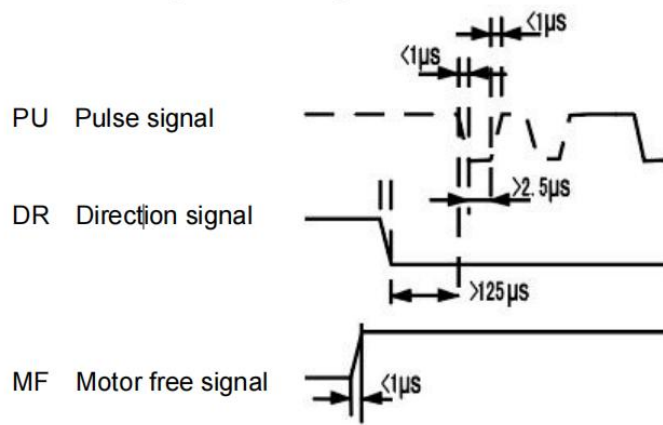 <1μs
<1μs
PU Pulse signal
>2.5μs
DR Direction signal
>125μs
MF Motor free signal
<1μs